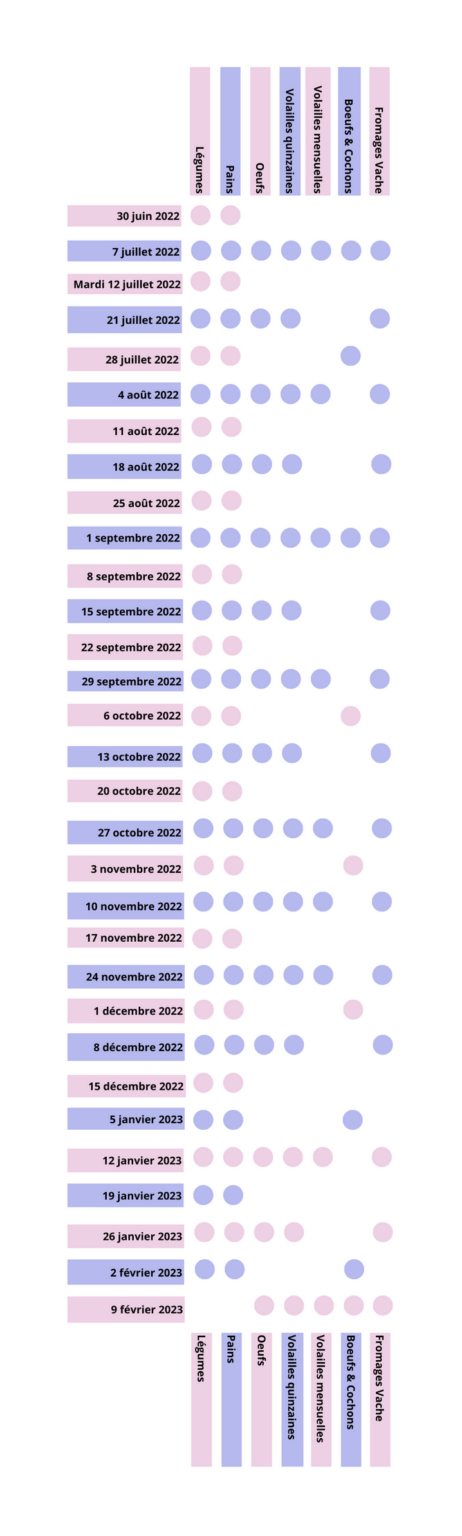 Légumes
Pains
Oeufs
Volailles quinzaines
Volailles mensuelles
Boeufs & Cochons
Fromages Vache
30 juin 2022
7 juillet 2022
Mardi 12 juillet 2022
21 juillet 2022
28 juillet 2022
4 août 2022
11 août 2022
18 août 2022
25 août 2022
1 septembre 2022
8 septembre 2022
15 septembre 2022
22 septembre 2022
29 septembre 2022
6 octobre 2022
13 octobre 2022
20 octobre 2022
27 octobre 2022
3 novembre 2022
10 novembre 2022
17 novembre 2022
24 novembre 2022
1 décembre 2022
8 décembre 2022
15 décembre 2022
5 janvier 2023
12 janvier 2023
19 janvier 2023
26 janvier 2023
2 février 2023
9 février 2023
Légumes
Pains
Oeufs
Volailles quinzaines
Volailles mensuelles
Boeufs & Cochons
Fromages Vache